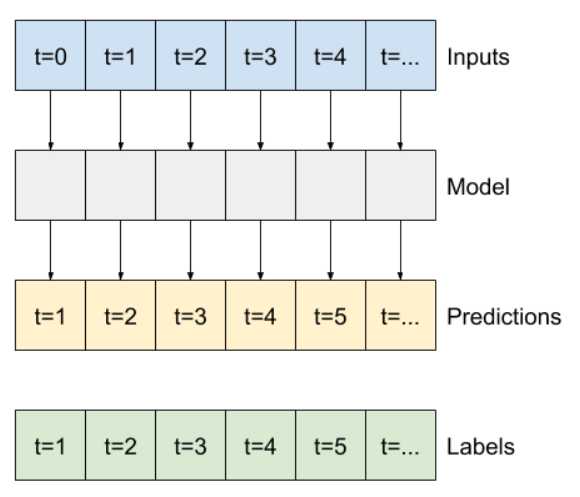 t=0 t=1 t=2 t=3 t=4 t=... Inputs
Model
t=1 t=2 t=3 t=4 t=5 t=... Predictions
t=1 t=2 t=3 t=4 t=5 t=... Labels